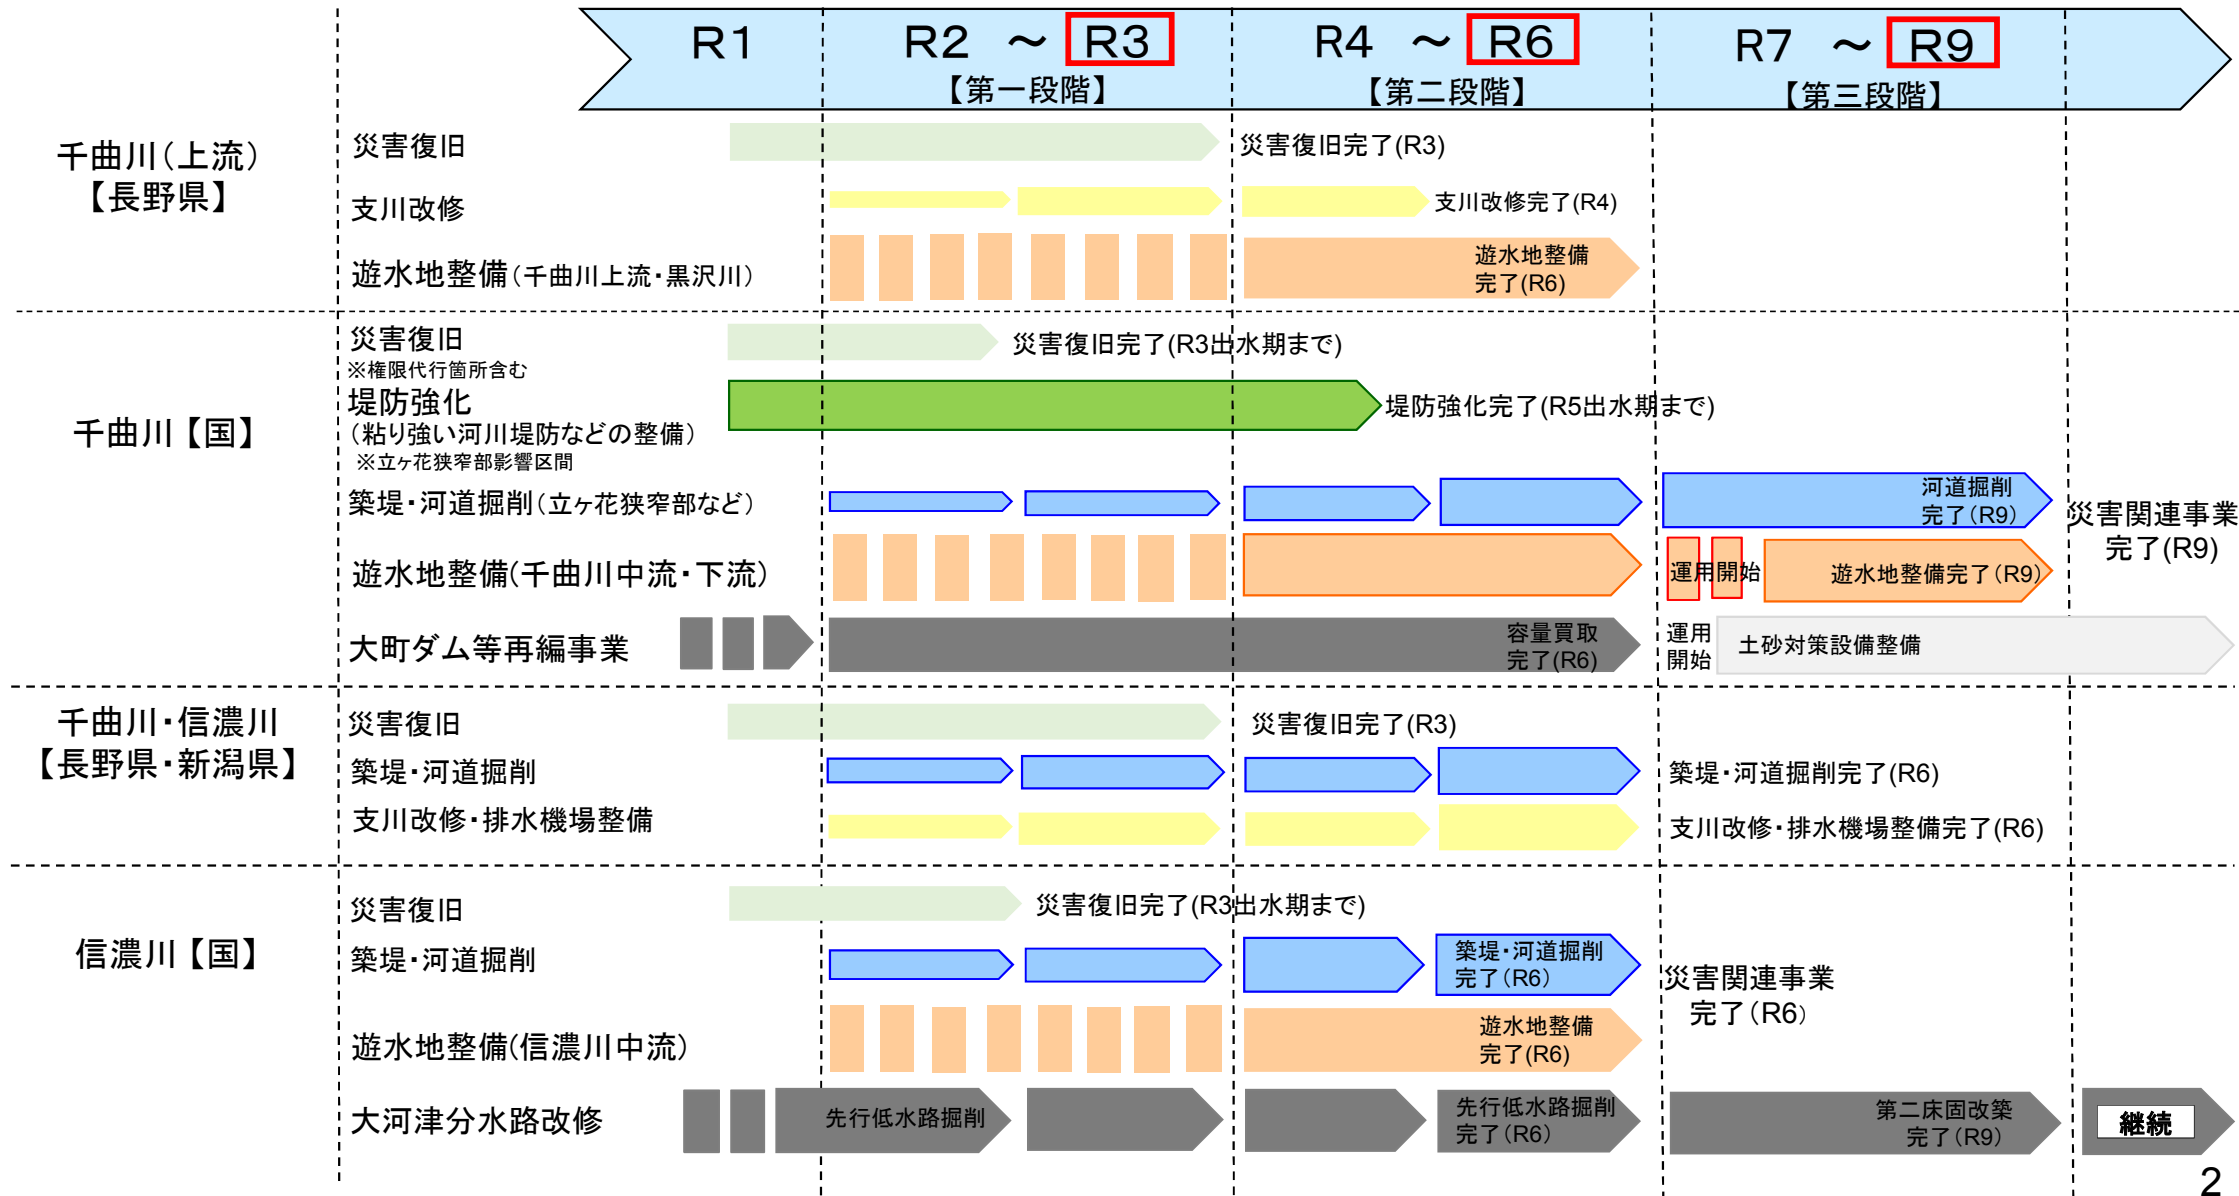 R1
R2 ～ R3
【第一段階】
R4 ～ R6
【第二段階】
R7 ～ R9
【第三段階】
千曲川(上流)
【長野県】
災害復旧
災害復旧完了(R3)
支川改修
支川改修完了(R4)
遊水地整備(千曲川上流・黒沢川)
遊水地整備
完了(R6)
千曲川【国】
災害復旧
※権限代行箇所含む
災害復旧完了(R3出水期まで)
堤防強化
(粘り強い河川堤防などの整備)
※立ヶ花狭窄部影響区間
堤防強化完了(R5出水期まで)
築堤・河道掘削(立ヶ花狭窄部など)
河道掘削
完了(R9)
遊水地整備(千曲川中流・下流)
運用開始
遊水地整備完了(R9)
災害関連事業
完了(R9)
大町ダム等再編事業
容量買取
完了(R6)
運用
開始
土砂対策設備整備
千曲川・信濃川
【長野県・新潟県】
災害復旧
災害復旧完了(R3)
築堤・河道掘削
築堤・河道掘削完了(R6)
支川改修・排水機場整備
支川改修・排水機場整備完了(R6)
信濃川【国】
災害復旧
災害復旧完了(R3出水期まで)
築堤・河道掘削
築堤・河道掘削
完了(R6)
災害関連事業
完了(R6)
遊水地整備(信濃川中流)
遊水地整備
完了(R6)
大河津分水路改修
先行低水路掘削
先行低水路掘削
完了(R6)
第二床固改築
完了(R9)
継続
2